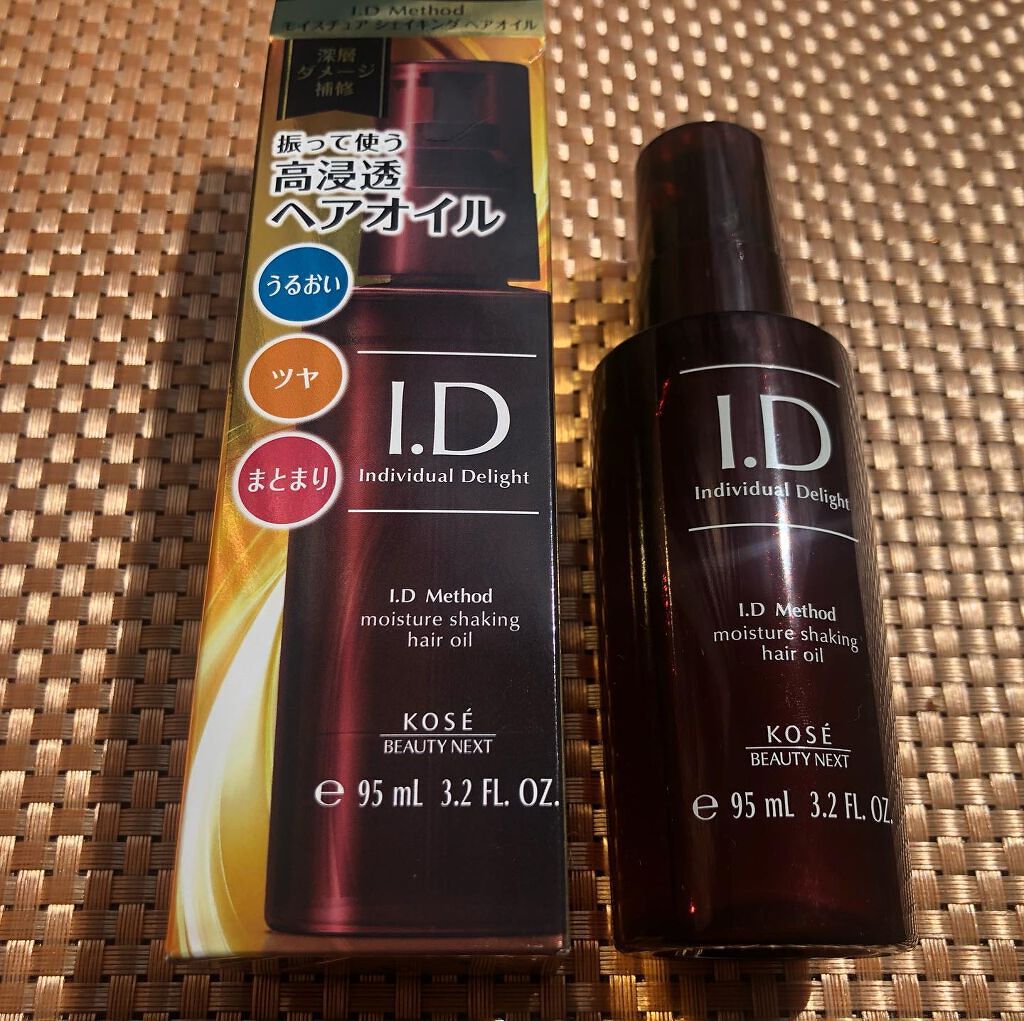 I.D Method
モイスチュア シェイキング ヘアオイル
深層
ダメージ
補修
振って使う
高浸透
ヘアオイル
うるおい
ツヤ
まとまり
I.D
Individual Delight
I.D Method
moisture shaking
hair oil
KOSÉ
BEAUTY NEXT
℮ 95 mL 3.2 FL. OZ.
I.D
Individual Delight
I.D Method
moisture shaking
hair oil
KOSÉ
BEAUTY NEXT
℮ 95 mL 3.2 FL. OZ.